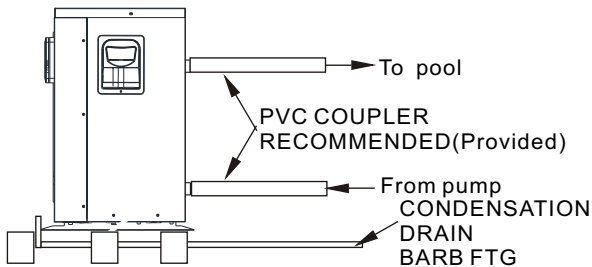 To pool
PVC COUPLER
RECOMMENDED(Provided)
From pump
CONDENSATION
DRAIN
BARB FTG